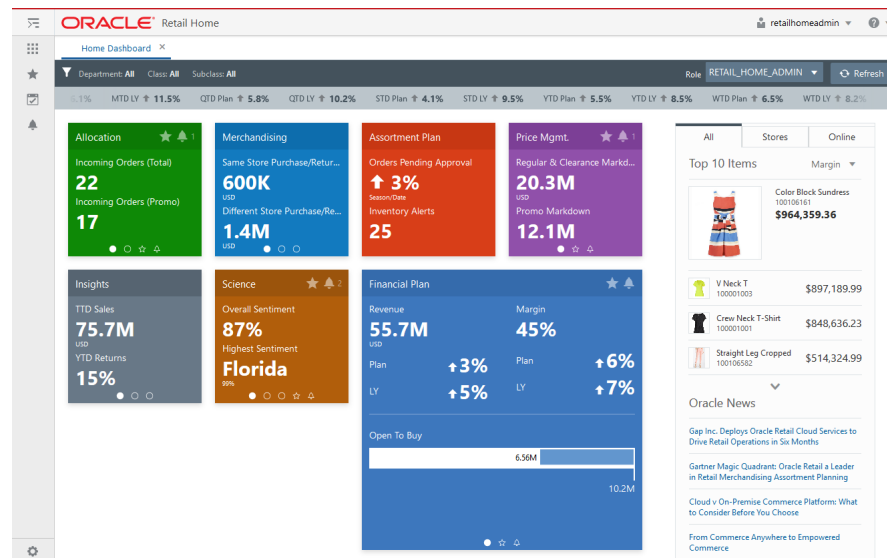 ORACLE Retail Home
retailhomeadmin
Home Dashboard ×
Department: All Class: All Subclass: All
Role RETAIL_HOME_ADMIN Refresh
6.1% MTD LY 11.5% QTD Plan 5.8% QTD LY 10.2% STD Plan 4.1% STD LY 9.5% YTD Plan 5.5% YTD LY 8.5% WTD Plan 6.5% WTD LY 8.2%
Allocation 1
Incoming Orders (Total)
22
Incoming Orders (Promo)
17
Merchandising
Same Store Purchase/Retur...
600K
USD
Different Store Purchase/Re...
1.4M
USD
Assortment Plan
Orders Pending Approval
3%
Season/Date
Inventory Alerts
25
Price Mgmt. 1
Regular & Clearance Markd...
20.3M
USD
Promo Markdown
12.1M
Insights
TTD Sales
75.7M
USD
YTD Returns
15%
Science 2
Overall Sentiment
87%
Highest Sentiment
Florida
99%
Financial Plan
Revenue
55.7M
USD
Plan 3%
LY 5%
Margin
45%
Plan 6%
LY 7%
Open To Buy
6.56M
10.2M
All Stores Online
Top 10 Items Margin
Color Block Sundress
100106161
$964,359.36
V Neck T
100001003
$897,189.99
Crew Neck T-Shirt
100001001
$848,636.23
Straight Leg Cropped
100106582
$514,324.99
Oracle News
Gap Inc. Deploys Oracle Retail Cloud Services to
Drive Retail Operations in Six Months
Gartner Magic Quadrant: Oracle Retail a Leader
in Retail Merchandising Assortment Planning
Cloud v On-Premise Commerce Platform: What
to Consider Before You Choose
From Commerce Anywhere to Empowered
Commerce